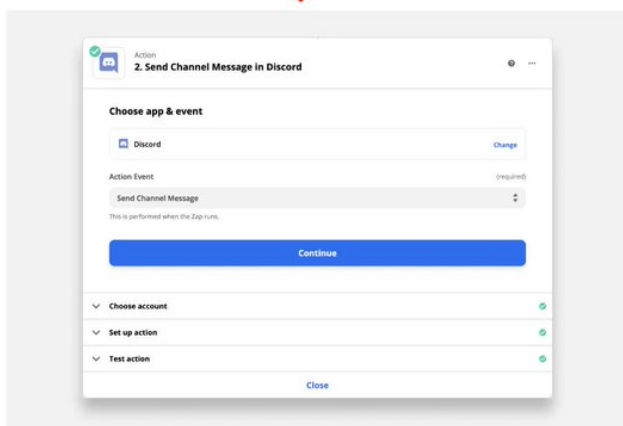 Action
2. Send Channel Message in Discord
Choose app & event
Discord
Change
Action Event
(required)
Send Channel Message
This is performed when the Zap runs.
Continue
Choose account
Set up action
Test action
Close